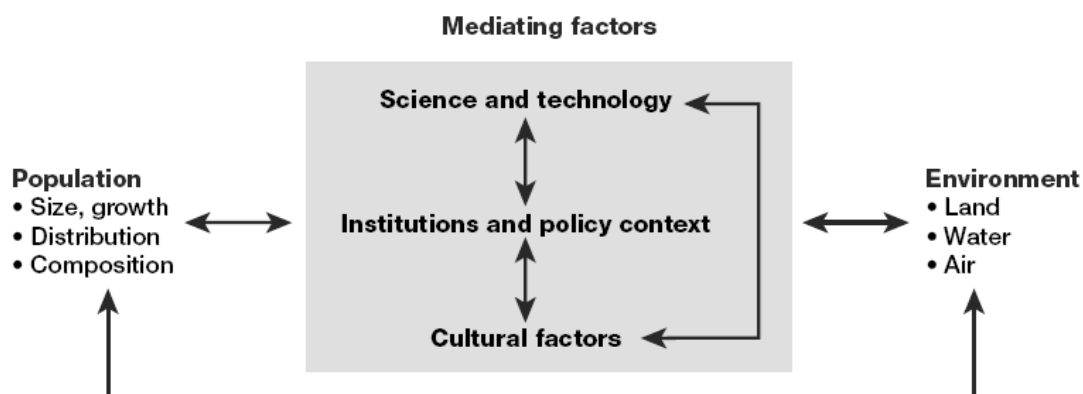 Mediating factors
Science and technology
Population
• Size, growth
• Distribution
• Composition
Institutions and policy context
Cultural factors
Environment
• Land
• Water
• Air